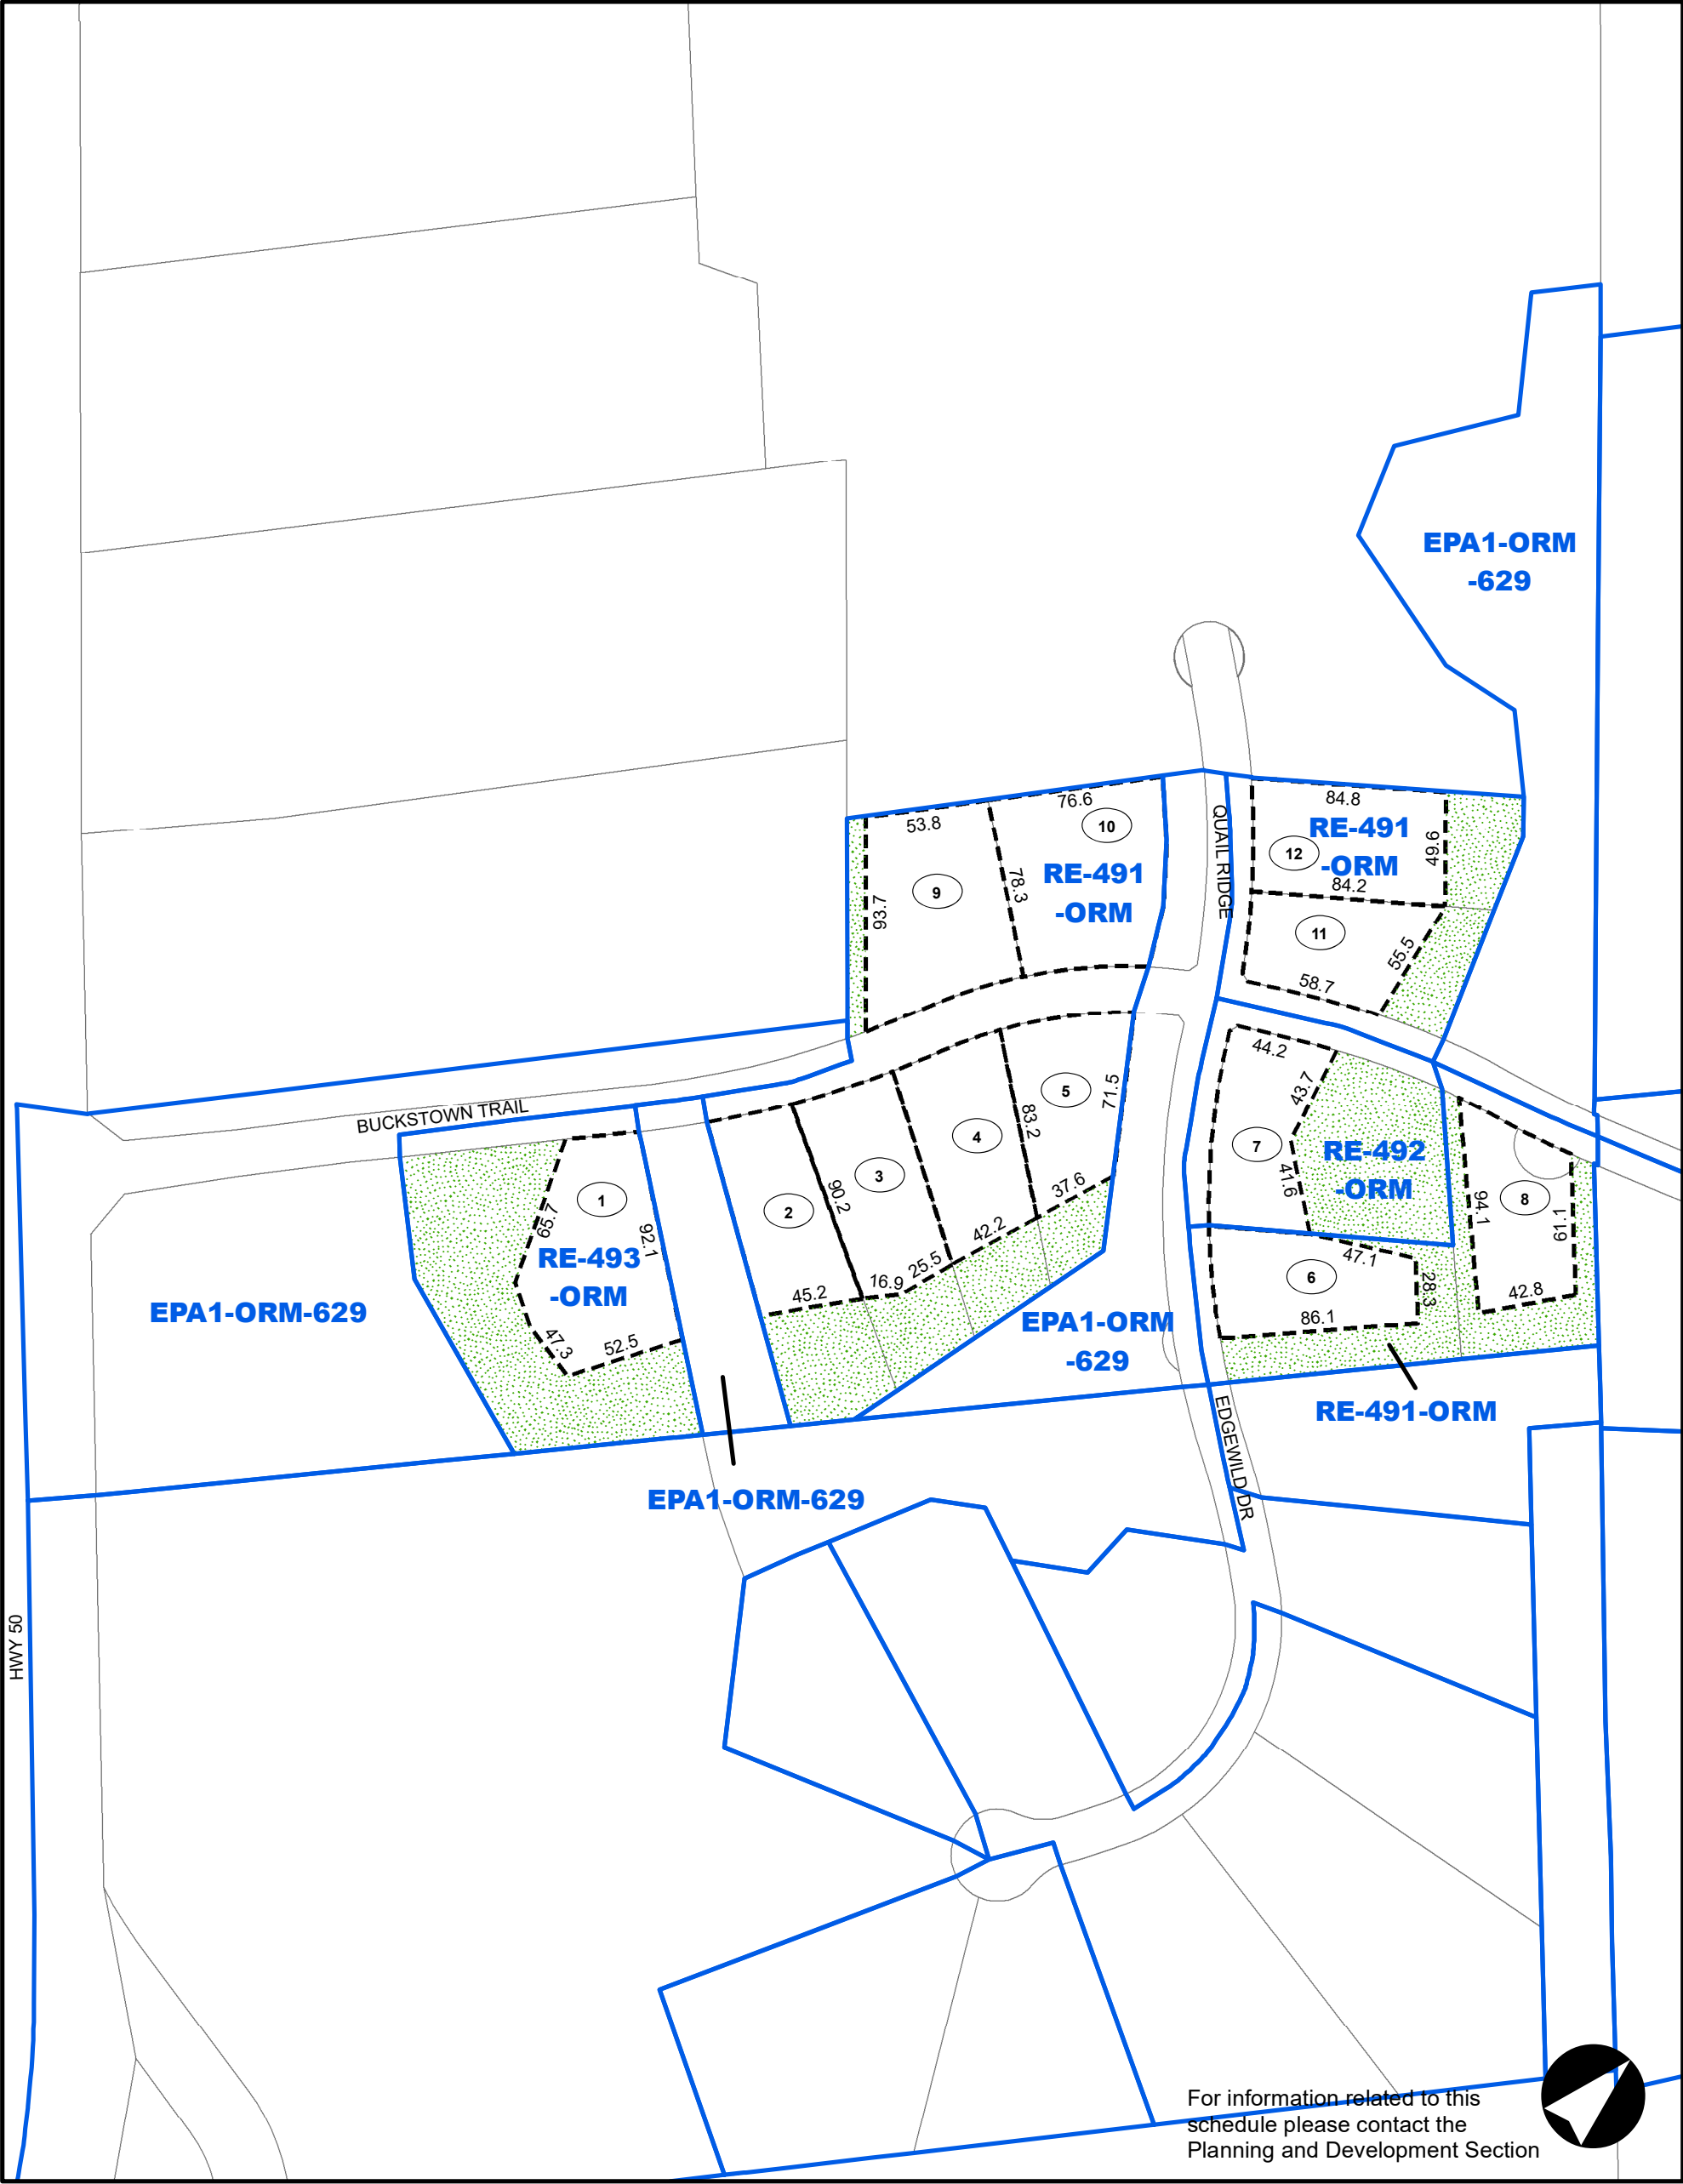 EPA1-ORM
-629
76.6
53.8
10
84.8
RE-491
-ORM
12
49.6
84.2
QUAIL RIDGE
RE-491
-ORM
9
78.3
93.7
11
55.5
58.7
44.2
43.7
7
41.6
RE-492
-ORM
5
71.5
83.2
4
37.6
42.2
BUCKSTOWN TRAIL
3
90.2
2
25.5
16.9
45.2
1
65.7
92.1
RE-493
-ORM
47.3
52.5
EPA1-ORM-629
8
94.1
61.1
42.8
47.1
6
28.3
86.1
EPA1-ORM
-629
RE-491-ORM
EDGEWILD DR
EPA1-ORM-629
HWY 50
For information related to this
schedule please contact the
Planning and Development Section